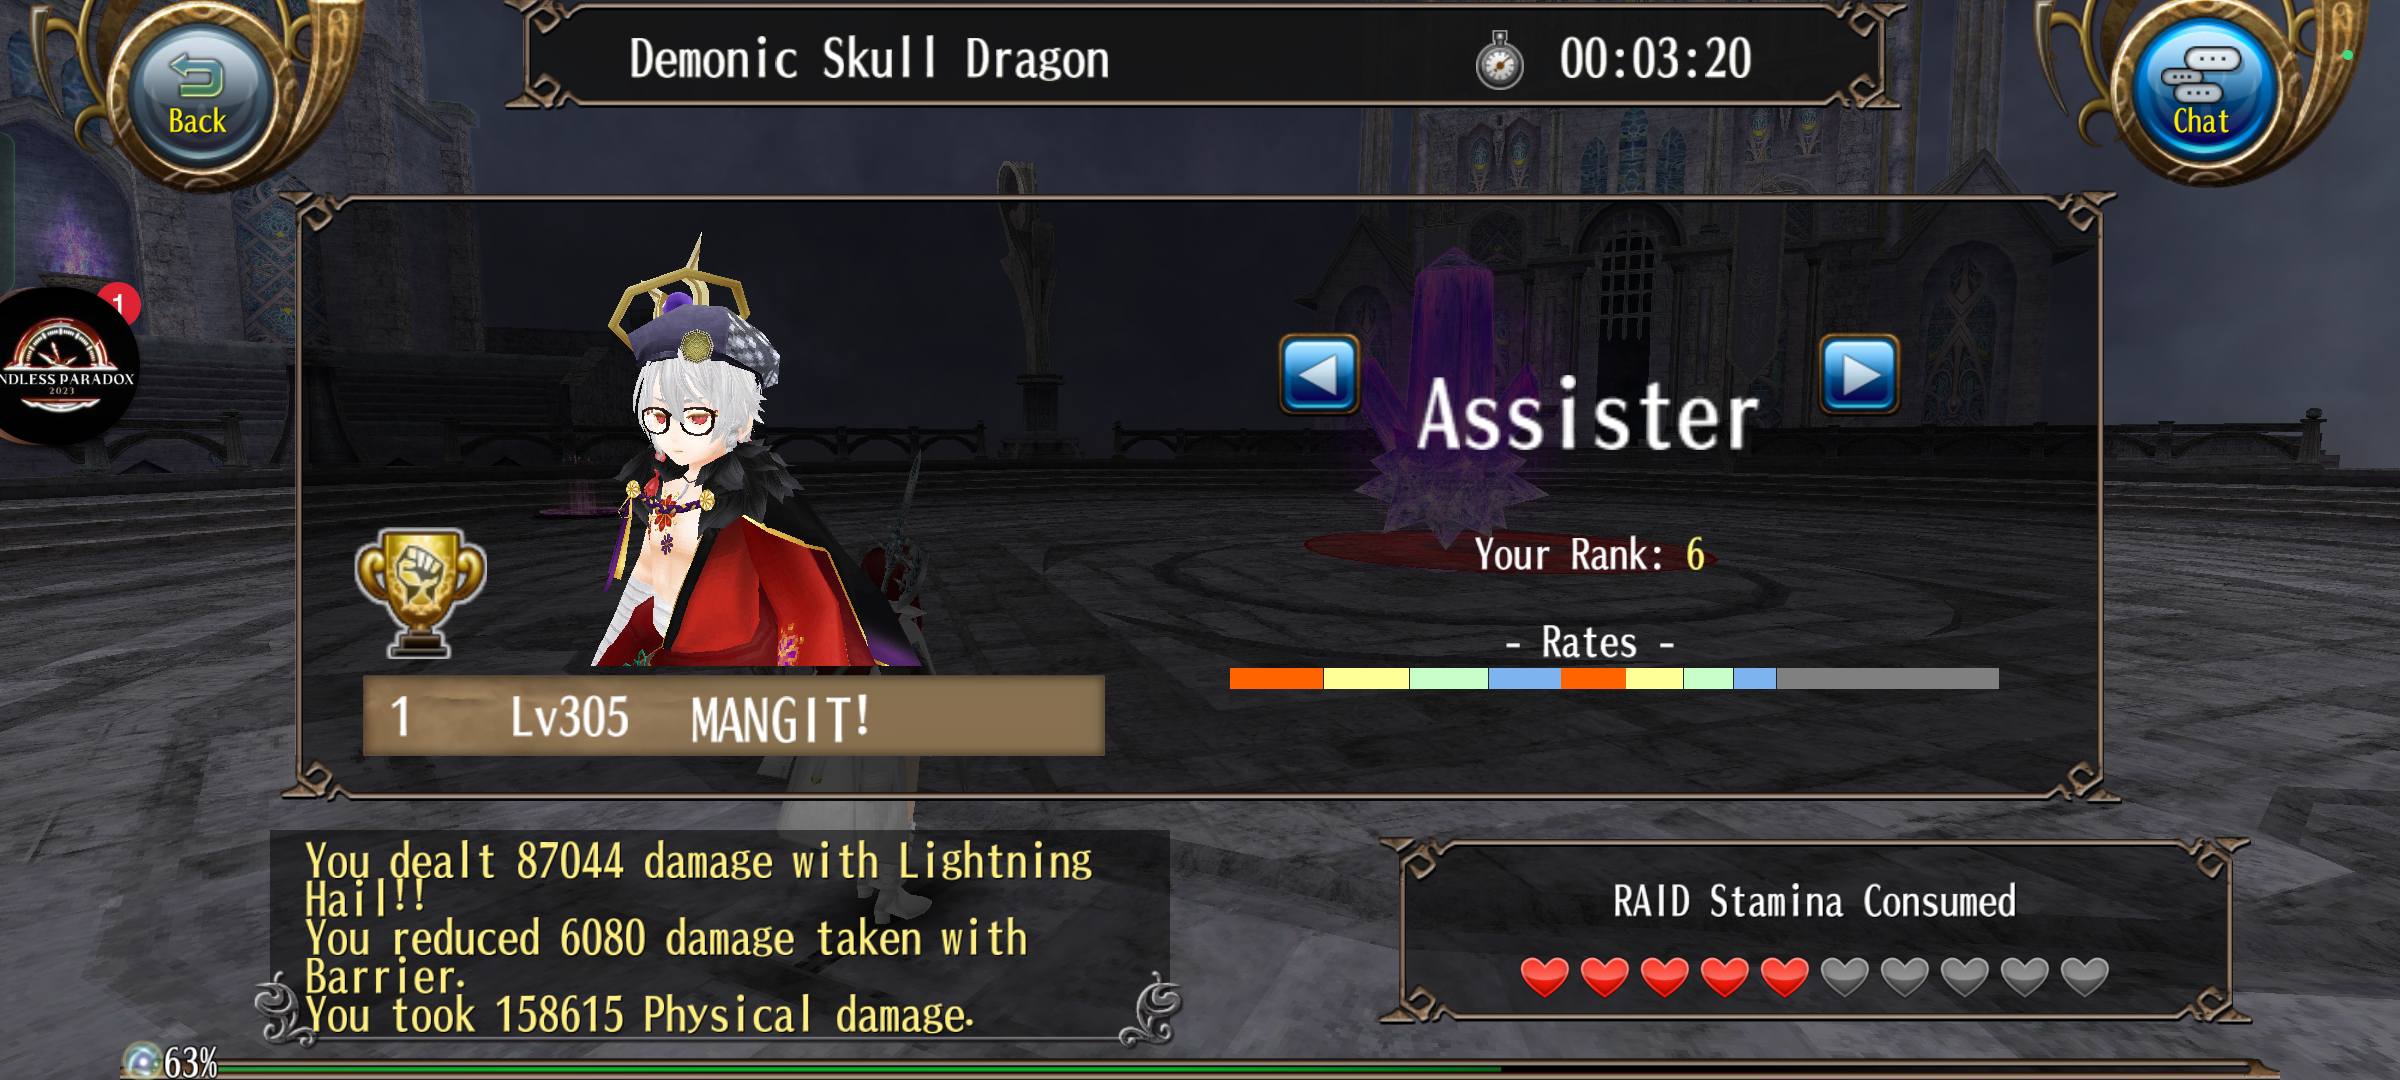 Back
Demonic Skull Dragon
00:03:20
Chat
1
NDLESS PARADOX
2023
Assister
Your Rank: 6
- Rates -
1 Lv305 MANGIT!
You dealt 87044 damage with Lightning
Hail!!
You reduced 6080 damage taken with
Barrier.
You took 158615 Physical damage.
RAID Stamina Consumed
63%